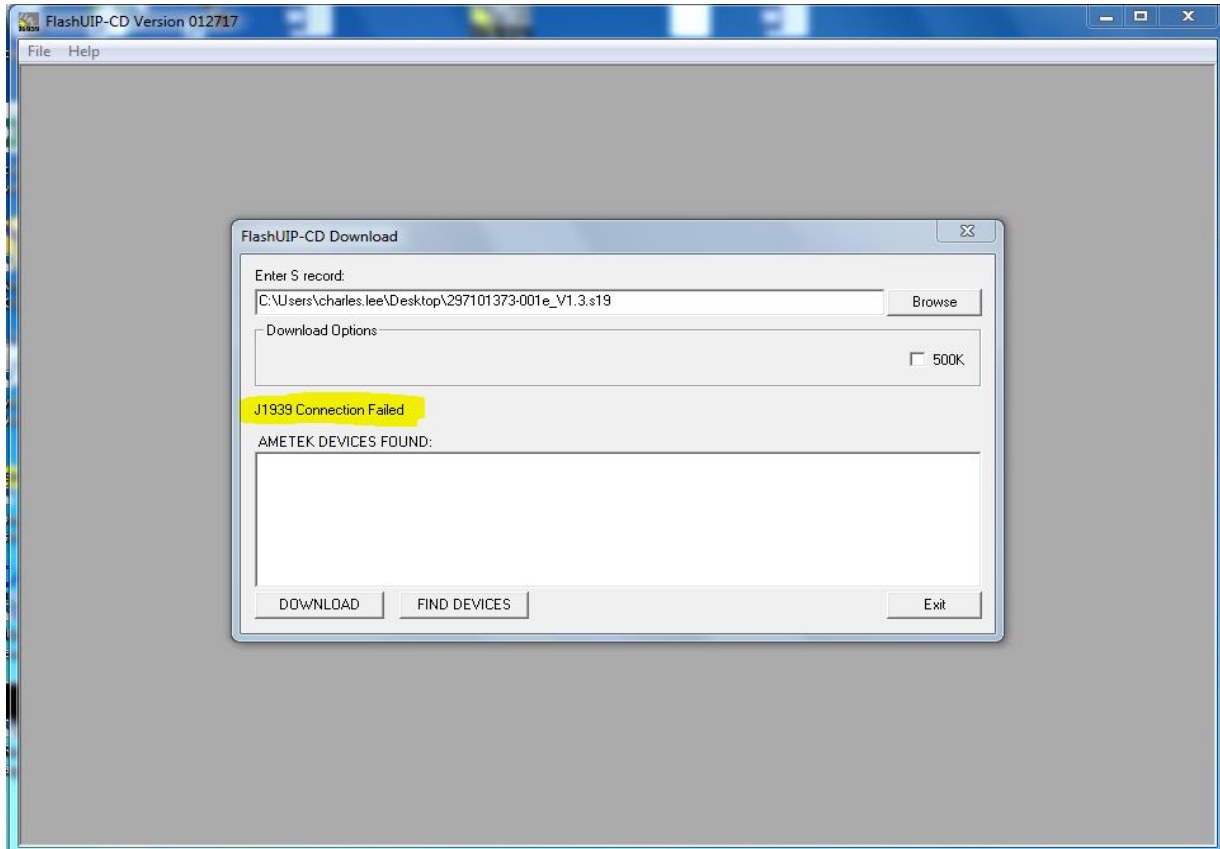 FlashUIP-CD Version 012717
File Help
FlashUIP-CD Download
Enter S record:
C:\Users\charles.lee\Desktop\297101373-001e_V1.3.s19
Browse
Download Options
500K
J1939 Connection Failed
AMETEK DEVICES FOUND:
DOWNLOAD FIND DEVICES Exit